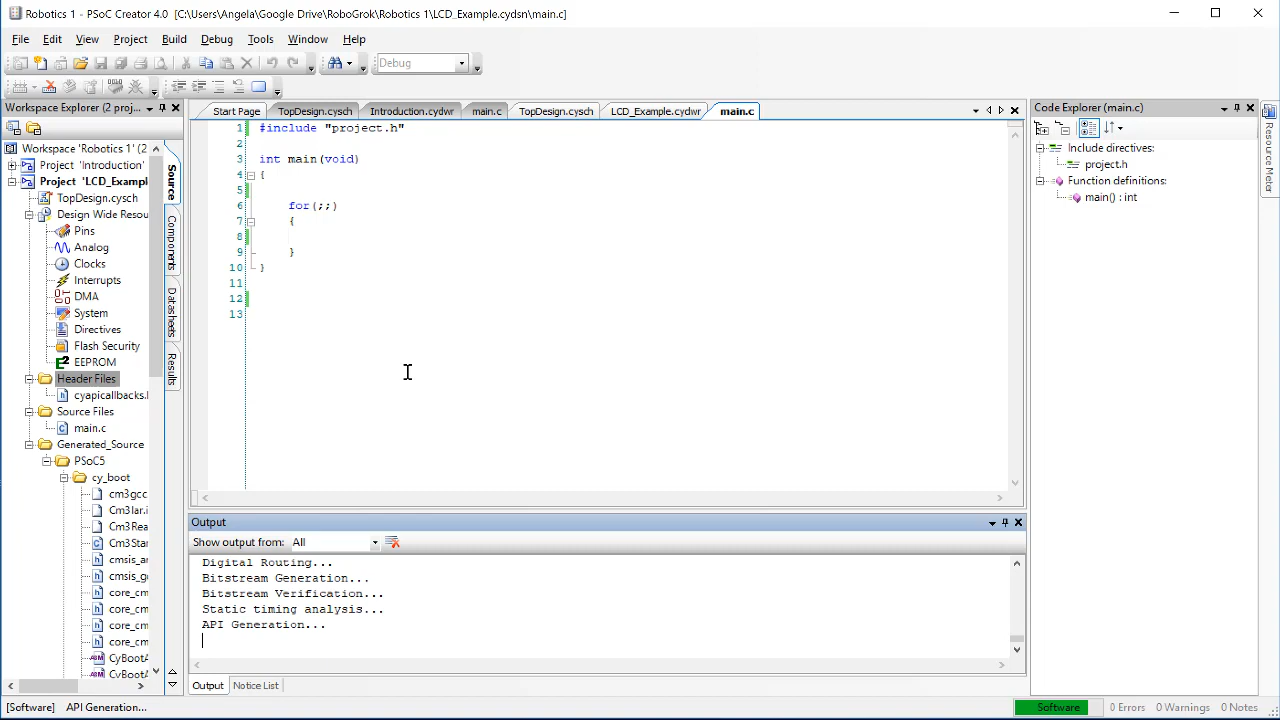 Robotics 1 - PSoC Creator 4.0 [C:\Users\Angela\Google Drive\RoboGrok\Robotics 1\LCD_Example.cydsn\main.c]
File Edit View Project Build Debug Tools Window Help
Debug
Workspace Explorer (2 proj...
Workspace 'Robotics 1' (2
Project 'Introduction'
Project 'LCD_Exampl
TopDesign.cysch
Design Wide Resou
Pins
Analog
Clocks
Interrupts
DMA
System
Directives
Flash Security
EEPROM
Header Files
cyapicallbacks.h
Source Files
main.c
Generated_Source
PSoC5
cy_boot
cm3gcc
Cm3Iar.i
Cm3Rea
Cm3Star
cmsis_ar
cmsis_gc
core_cm
core_cm
core_cm
core_cm
CyBootA
CyBootA
Source
Components
Datasheets
Results
Start Page TopDesign.cysch Introduction.cydwr main.c TopDesign.cysch LCD_Example.cydwr main.c
1 #include "project.h"
2
3 int main(void)
4 {
5
6 for(;;)
7 {
8
9 }
10 }
11
12
13
Output
Show output from: All
Digital Routing...
Bitstream Generation...
Bitstream Verification...
Static timing analysis...
API Generation...
Output Notice List
Code Explorer (main.c)
Include directives:
project.h
Function definitions:
main() : int
Resource Meter
[Software] API Generation... Software 0 Errors 0 Warnings 0 Notes